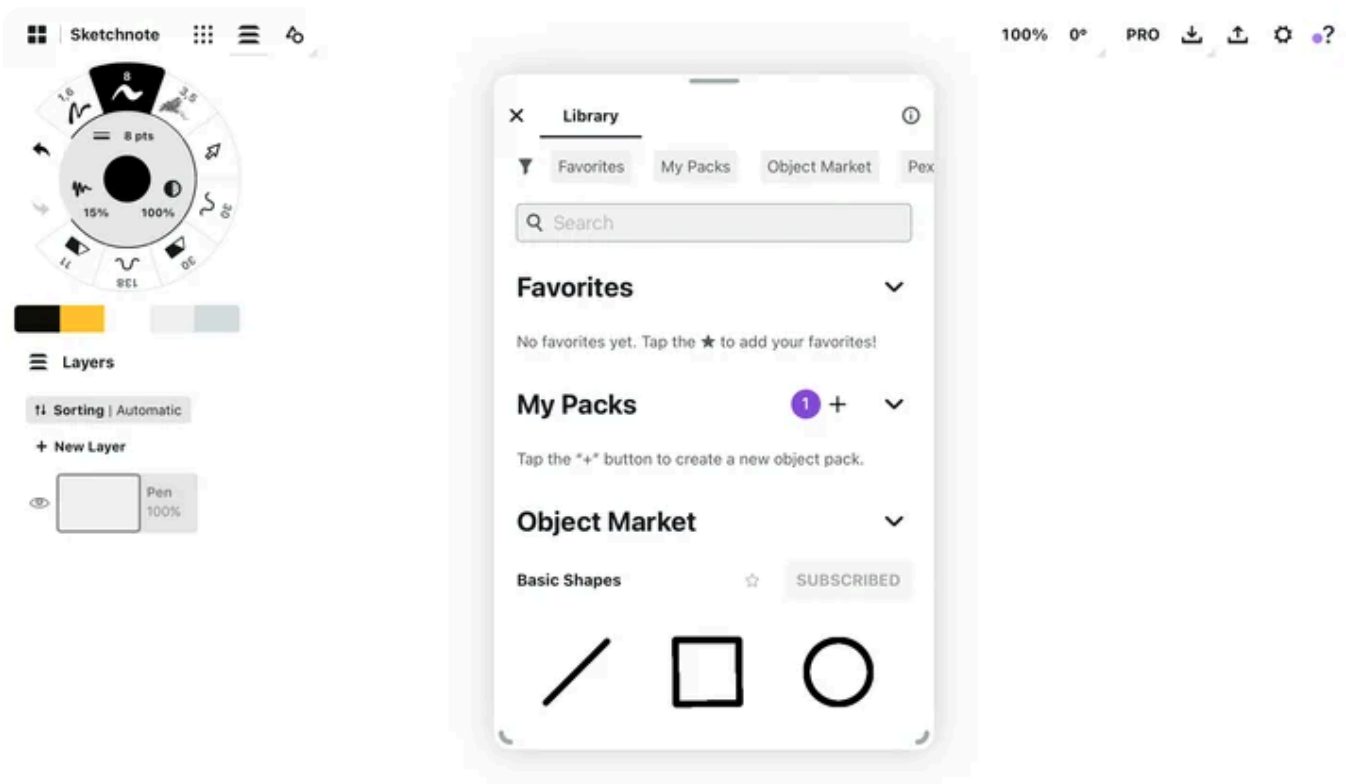 Sketchnote
100% 0° PRO ?
8
1,6
3,5
8 pts
15% 100%
30
11
138
30
Layers
Sorting | Automatic
+ New Layer
Pen
100%
Library
Favorites My Packs Object Market Pex
Search
Favorites
No favorites yet. Tap the ★ to add your favorites!
My Packs 1 +
Tap the "+" button to create a new object pack.
Object Market
Basic Shapes SUBSCRIBED